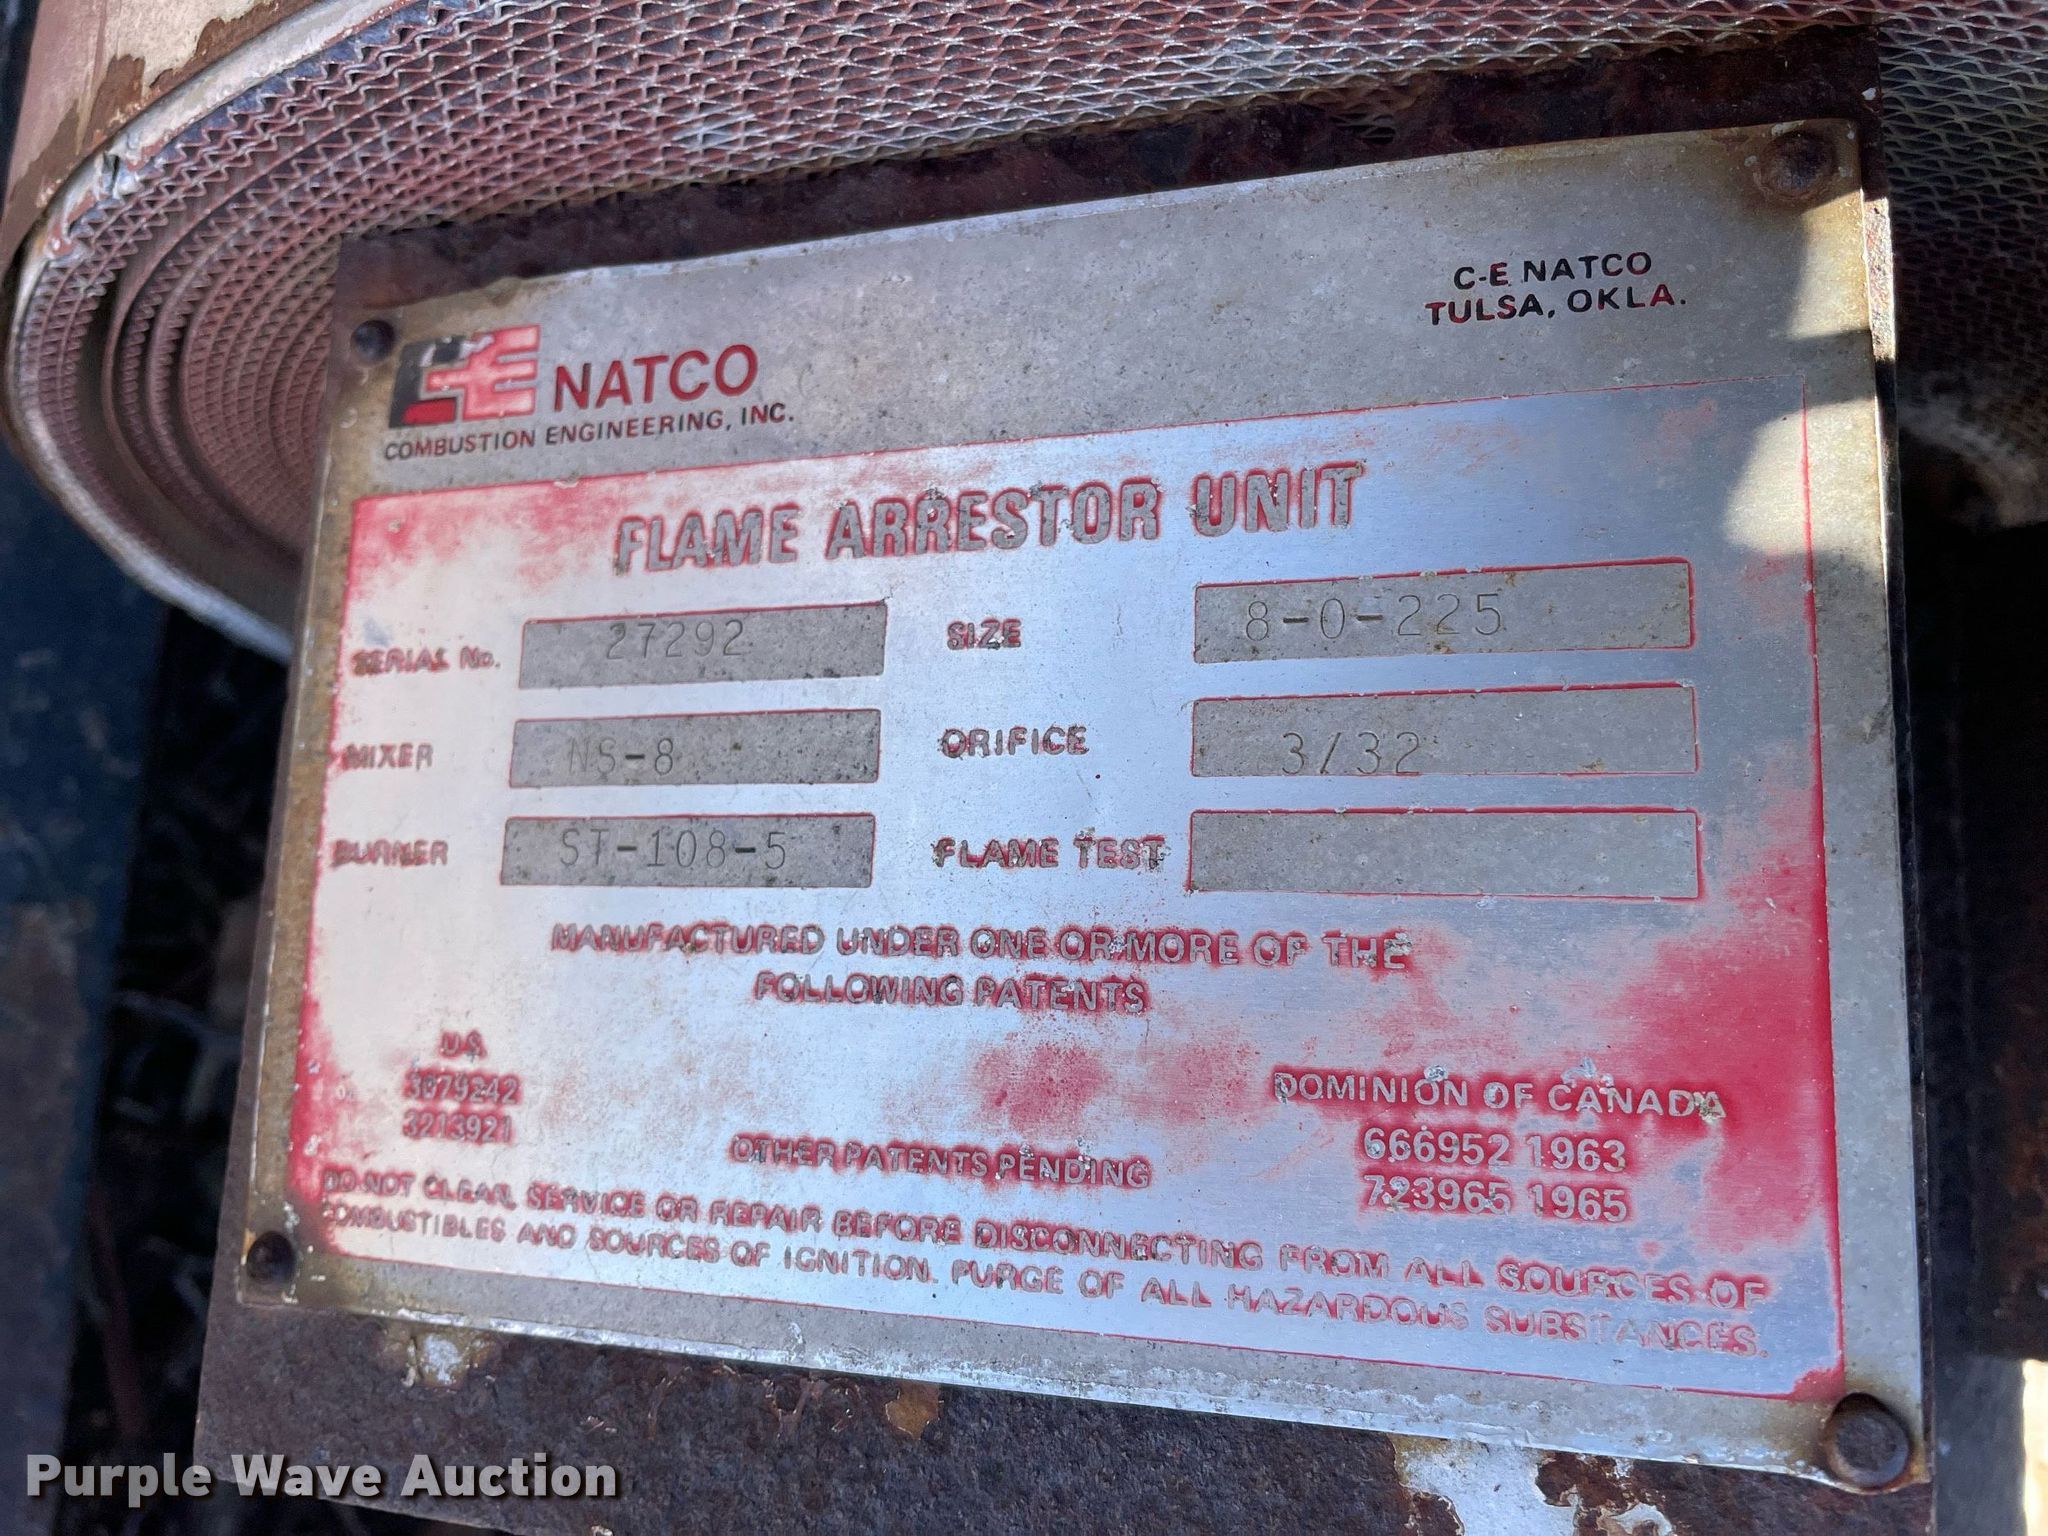 C-E NATCO
TULSA, OKLA.
CE NATCO
COMBUSTION ENGINEERING, INC.
FLAME ARRESTOR UNIT
SERIAL No. 27292 SIZE 8-0-225
MIXER NS-8 ORIFICE 3/32
BURNER ST-108-5 FLAME TEST
MANUFACTURED UNDER ONE OR MORE OF THE
FOLLOWING PATENTS
U.S.
3079242
3213921
OTHER PATENTS PENDING
DOMINION OF CANADA
666952 1963
723965 1965
DO NOT CLEAN, SERVICE OR REPAIR BEFORE DISCONNECTING FROM ALL SOURCES OF
COMBUSTIBLES AND SOURCES OF IGNITION. PURGE OF ALL HAZARDOUS SUBSTANCES.
Purple Wave Auction